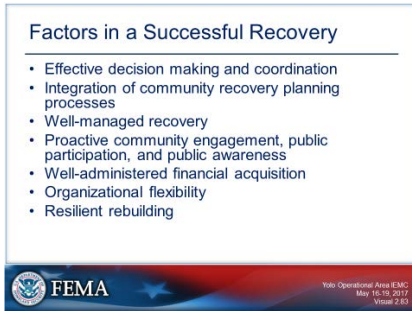 Factors in a Successful Recovery
• Effective decision making and coordination
• Integration of community recovery planning
processes
• Well-managed recovery
• Proactive community engagement, public
participation, and public awareness
• Well-administered financial acquisition
• Organizational flexibility
• Resilient rebuilding
FEMA
Yolo Operational Area IEMC
May 16-19, 2017
Visual 2.83